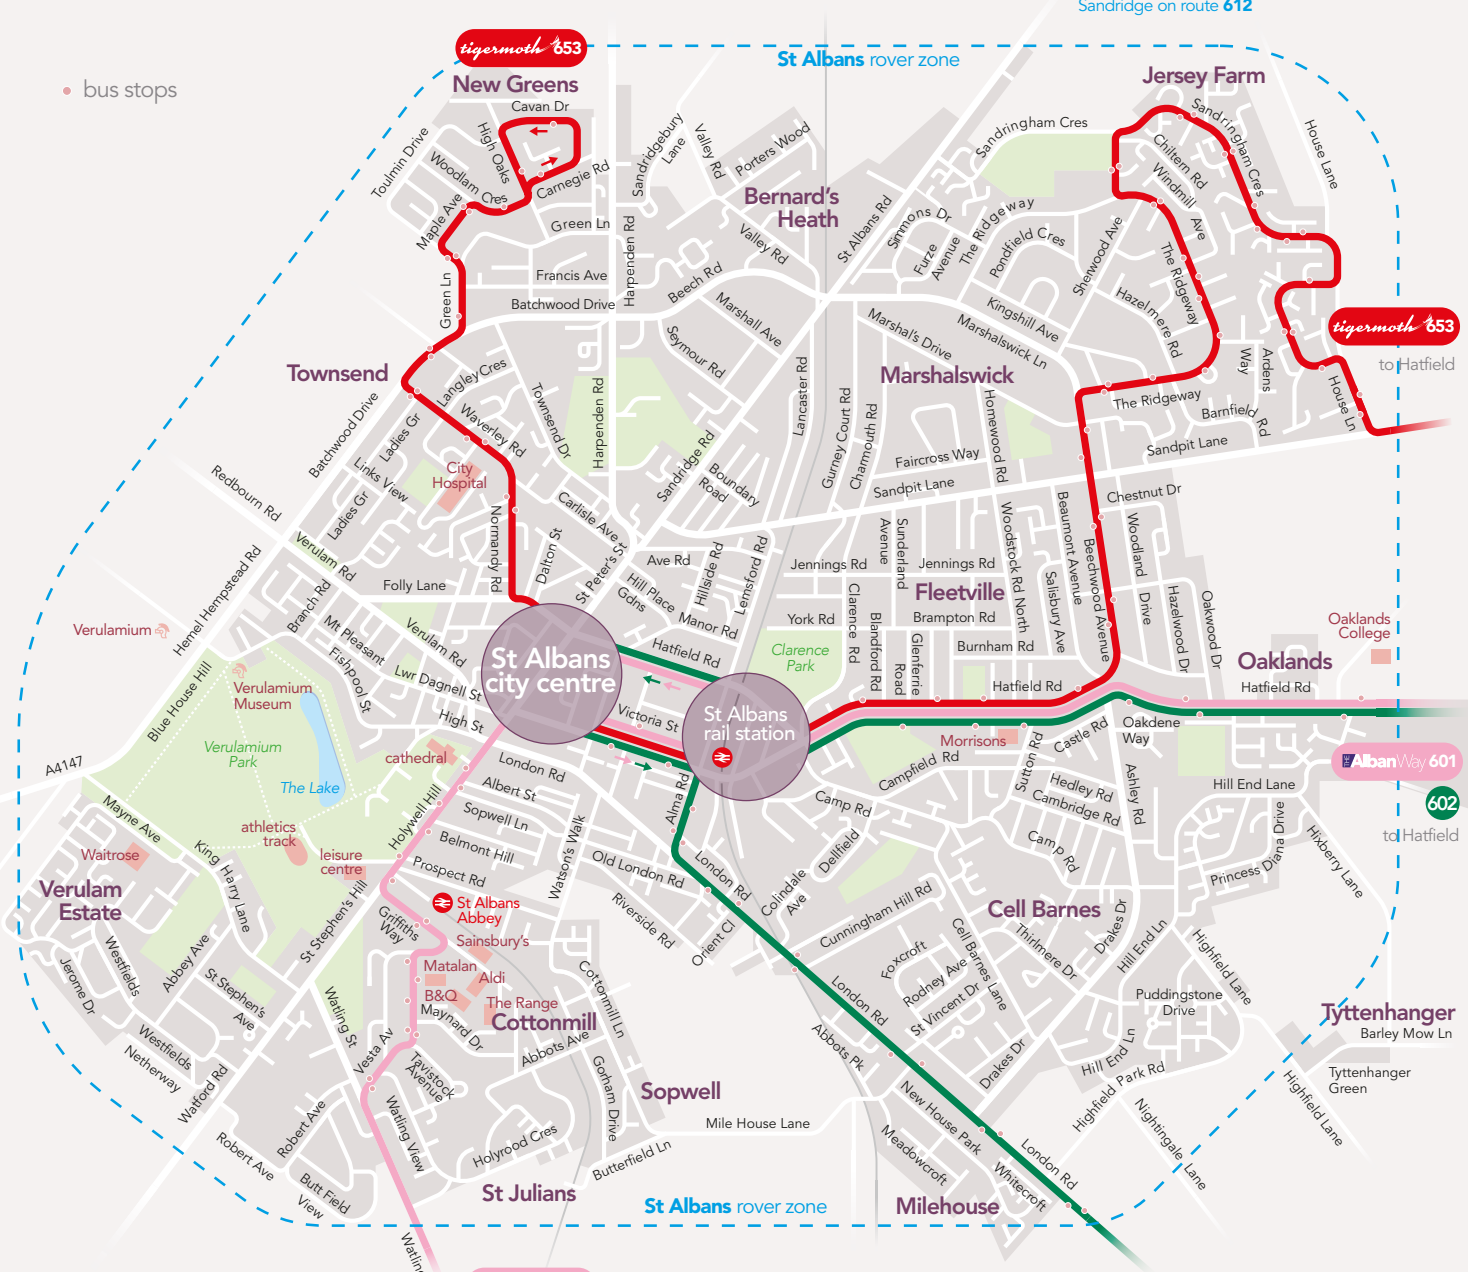 Sandridge on route 612
tigermoth 653
St Albans rover zone
New Greens
Jersey Farm
bus stops
Cavan Dr
High Oaks
Toulmin Drive
Woodlam Cres
Carnegie Rd
Sandridgebury
Lane
Valley Rd
Porters Wood
Sandringham Cres
Sandringham Cres
House Lane
Chiltern Rd
Windmill
Ave
Maple Ave
Green Ln
Harpenden Rd
Bernard's
Heath
Valley Rd
St Albans Rd
Simmons Dr
Furze
Avenue
The Ridgeway
Pondfield Cres
Sherwood Ave
The Ridgeway
Francis Ave
Batchwood Drive
Beech Rd
Green Ln
Marshall Ave
Seymour Rd
Marshal's Drive
Marshalswick Ln
Kingshill Ave
Hazelmere Rd
tigermoth 653
to Hatfield
Townsend
Langley Cres
Waverley Rd
Townsend Dr
Harpenden Rd
Lancaster Rd
Marshalswick
Homewood Rd
The Ridgeway
Way
Ardens
Barnfield
Rd
House Ln
Batchwood Drive
Ladies Gr
Links View
Ladies Gr
City
Hospital
Sandridge Rd
Boundary
Road
Gurney Court Rd
Charmouth Rd
Faircross Way
Sandpit Lane
Sandpit Lane
Redbourn Rd
Verulam Rd
Normandy Rd
Carlisle Ave
Dalton St
St Peter's St
Ave Rd
Hillside Rd
Lemsford Rd
Jennings Rd
Avenue
Sunderland
Jennings Rd
Woodstock Rd North
Beaumont Avenue
Chestnut Dr
Beechwood Avenue
Woodland
Drive
Hemel Hempstead Rd
Folly Lane
Branch Rd
Hill Place
Gdns
Manor Rd
Fleetville
Clarence Rd
York Rd
Blandford Rd
Brampton Rd
Salisbury Ave
Hazelwood Dr
Oakwood Dr
Verulamium
Mt Pleasant
Fishpool St
Verulam Rd
Lwr Dagnell St
High St
St Albans
city centre
Hatfield Rd
Clarence
Park
Glenferrie
Road
Burnham Rd
Hatfield Rd
Oaklands
College
Oaklands
Hatfield Rd
Blue House Hill
Verulamium
Museum
Verulamium
Park
The Lake
Victoria St
St Albans
rail station
Morrisons
Castle Rd
Oakdene
Way
cathedral
A4147
London Rd
Albert St
Alma Rd
Campfield Rd
Sutton Rd
Ashley Rd
THE Alban Way 601
602
to Hatfield
Hill End Lane
Mayne Ave
athletics
track
Holywell Hill
Sopwell Ln
Belmont Hill
Camp Rd
Hedley Rd
Cambridge Rd
Camp Rd
Princess Diana Drive
Hixberry Lane
Waitrose
King Harry Lane
leisure
centre
Prospect Rd
Watson's Walk
Old London Rd
London Rd
Dellfield
Colindale
Ave
Verulam
Estate
St Stephen's Hill
St Albans
Abbey
Griffiths
Way
Riverside Rd
Orient Cl
Cunningham Hill Rd
Cell Barnes
Cell Barnes Lane
Thirlmere Dr
Drakes Dr
Hill End Ln
Highfield Lane
Westfields
Jerome Dr
Abbey Ave
St Stephen's
Ave
Sainsbury's
Matalan
Aldi
B&Q
The Range
Maynard Dr
Cottonmill
Cottonmill Ln
Foxcroft
Rodney Ave
St Vincent Dr
London Rd
Puddingstone
Drive
Tyttenhanger
Barley Mow Ln
Watling St
Vesta Av
Westfields
Netherway
Watford Rd
Abbots Ave
Gorham Drive
Abbots Pk
Drakes Dr
Hill End Ln
Highfield Park Rd
Tyttenhanger
Green
Highfield Lane
Tavistock
Avenue
Sopwell
Mile House Lane
New House Park
Nightingale Lane
Robert Ave
Robert Ave
Watling View
Holyrood Cres
Butterfield Ln
Meadowcroft
Whitecroft
London Rd
Butt Field
View
St Julians
St Albans rover zone
Milehouse